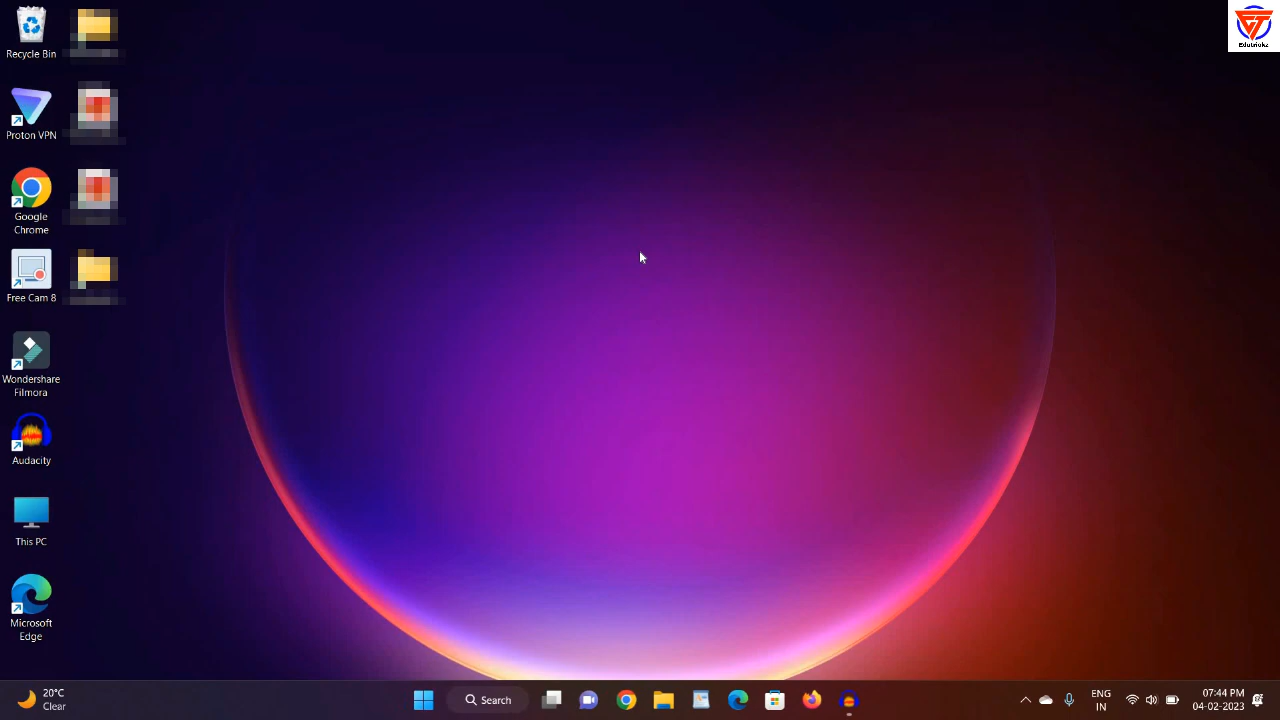 Recycle Bin
Proton VPN
Google
Chrome
Free Cam 8
Wondershare
Filmora
Audacity
This PC
Microsoft
Edge
Edutrickz
20°C
Clear
Search
ENG
IN
07:44 PM
04-02-2023